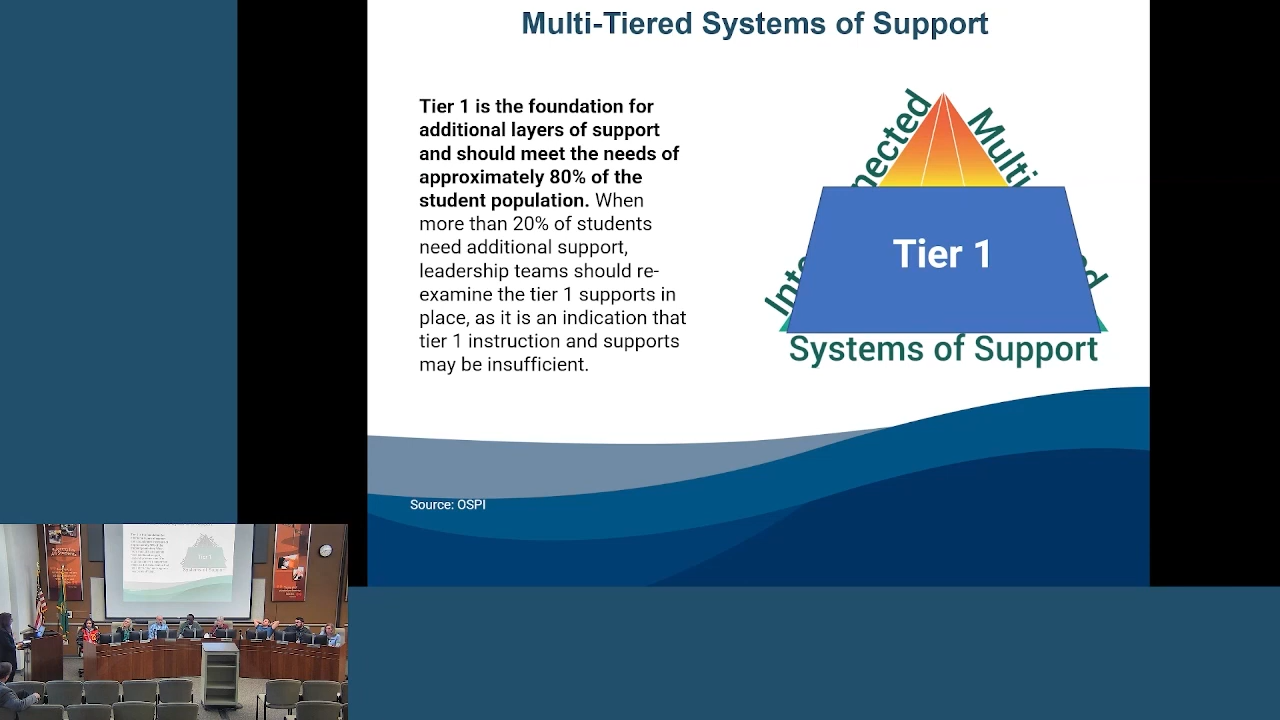 Multi-Tiered Systems of Support
Tier 1 is the foundation for
additional layers of support
and should meet the needs of
approximately 80% of the
student population. When
more than 20% of students
need additional support,
leadership teams should re-
examine the tier 1 supports in
place, as it is an indication that
tier 1 instruction and supports
may be insufficient.
Multi
Tier 1
Systems of Support
Source: OSPI
Tier 1